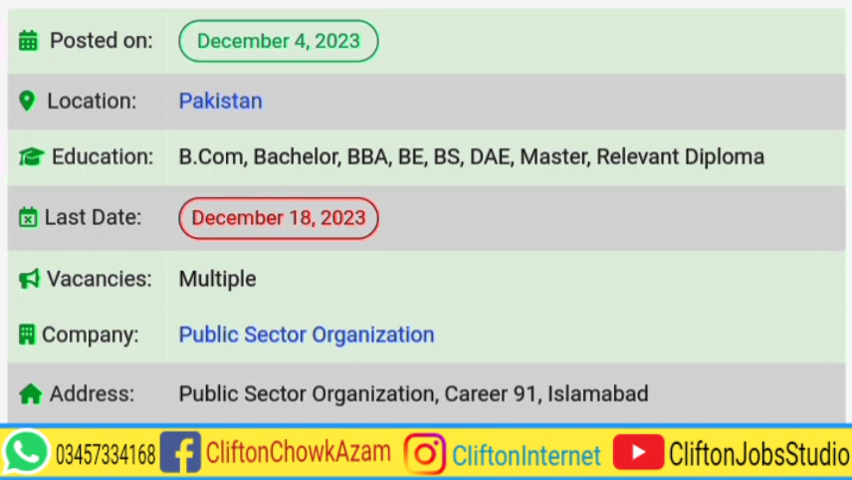 Posted on: December 4, 2023
Location: Pakistan
Education: B.Com, Bachelor, BBA, BE, BS, DAE, Master, Relevant Diploma
Last Date: December 18, 2023
Vacancies: Multiple
Company: Public Sector Organization
Address: Public Sector Organization, Career 91, Islamabad
03457334168 CliftonChowkAzam CliftonInternet CliftonJobsStudio